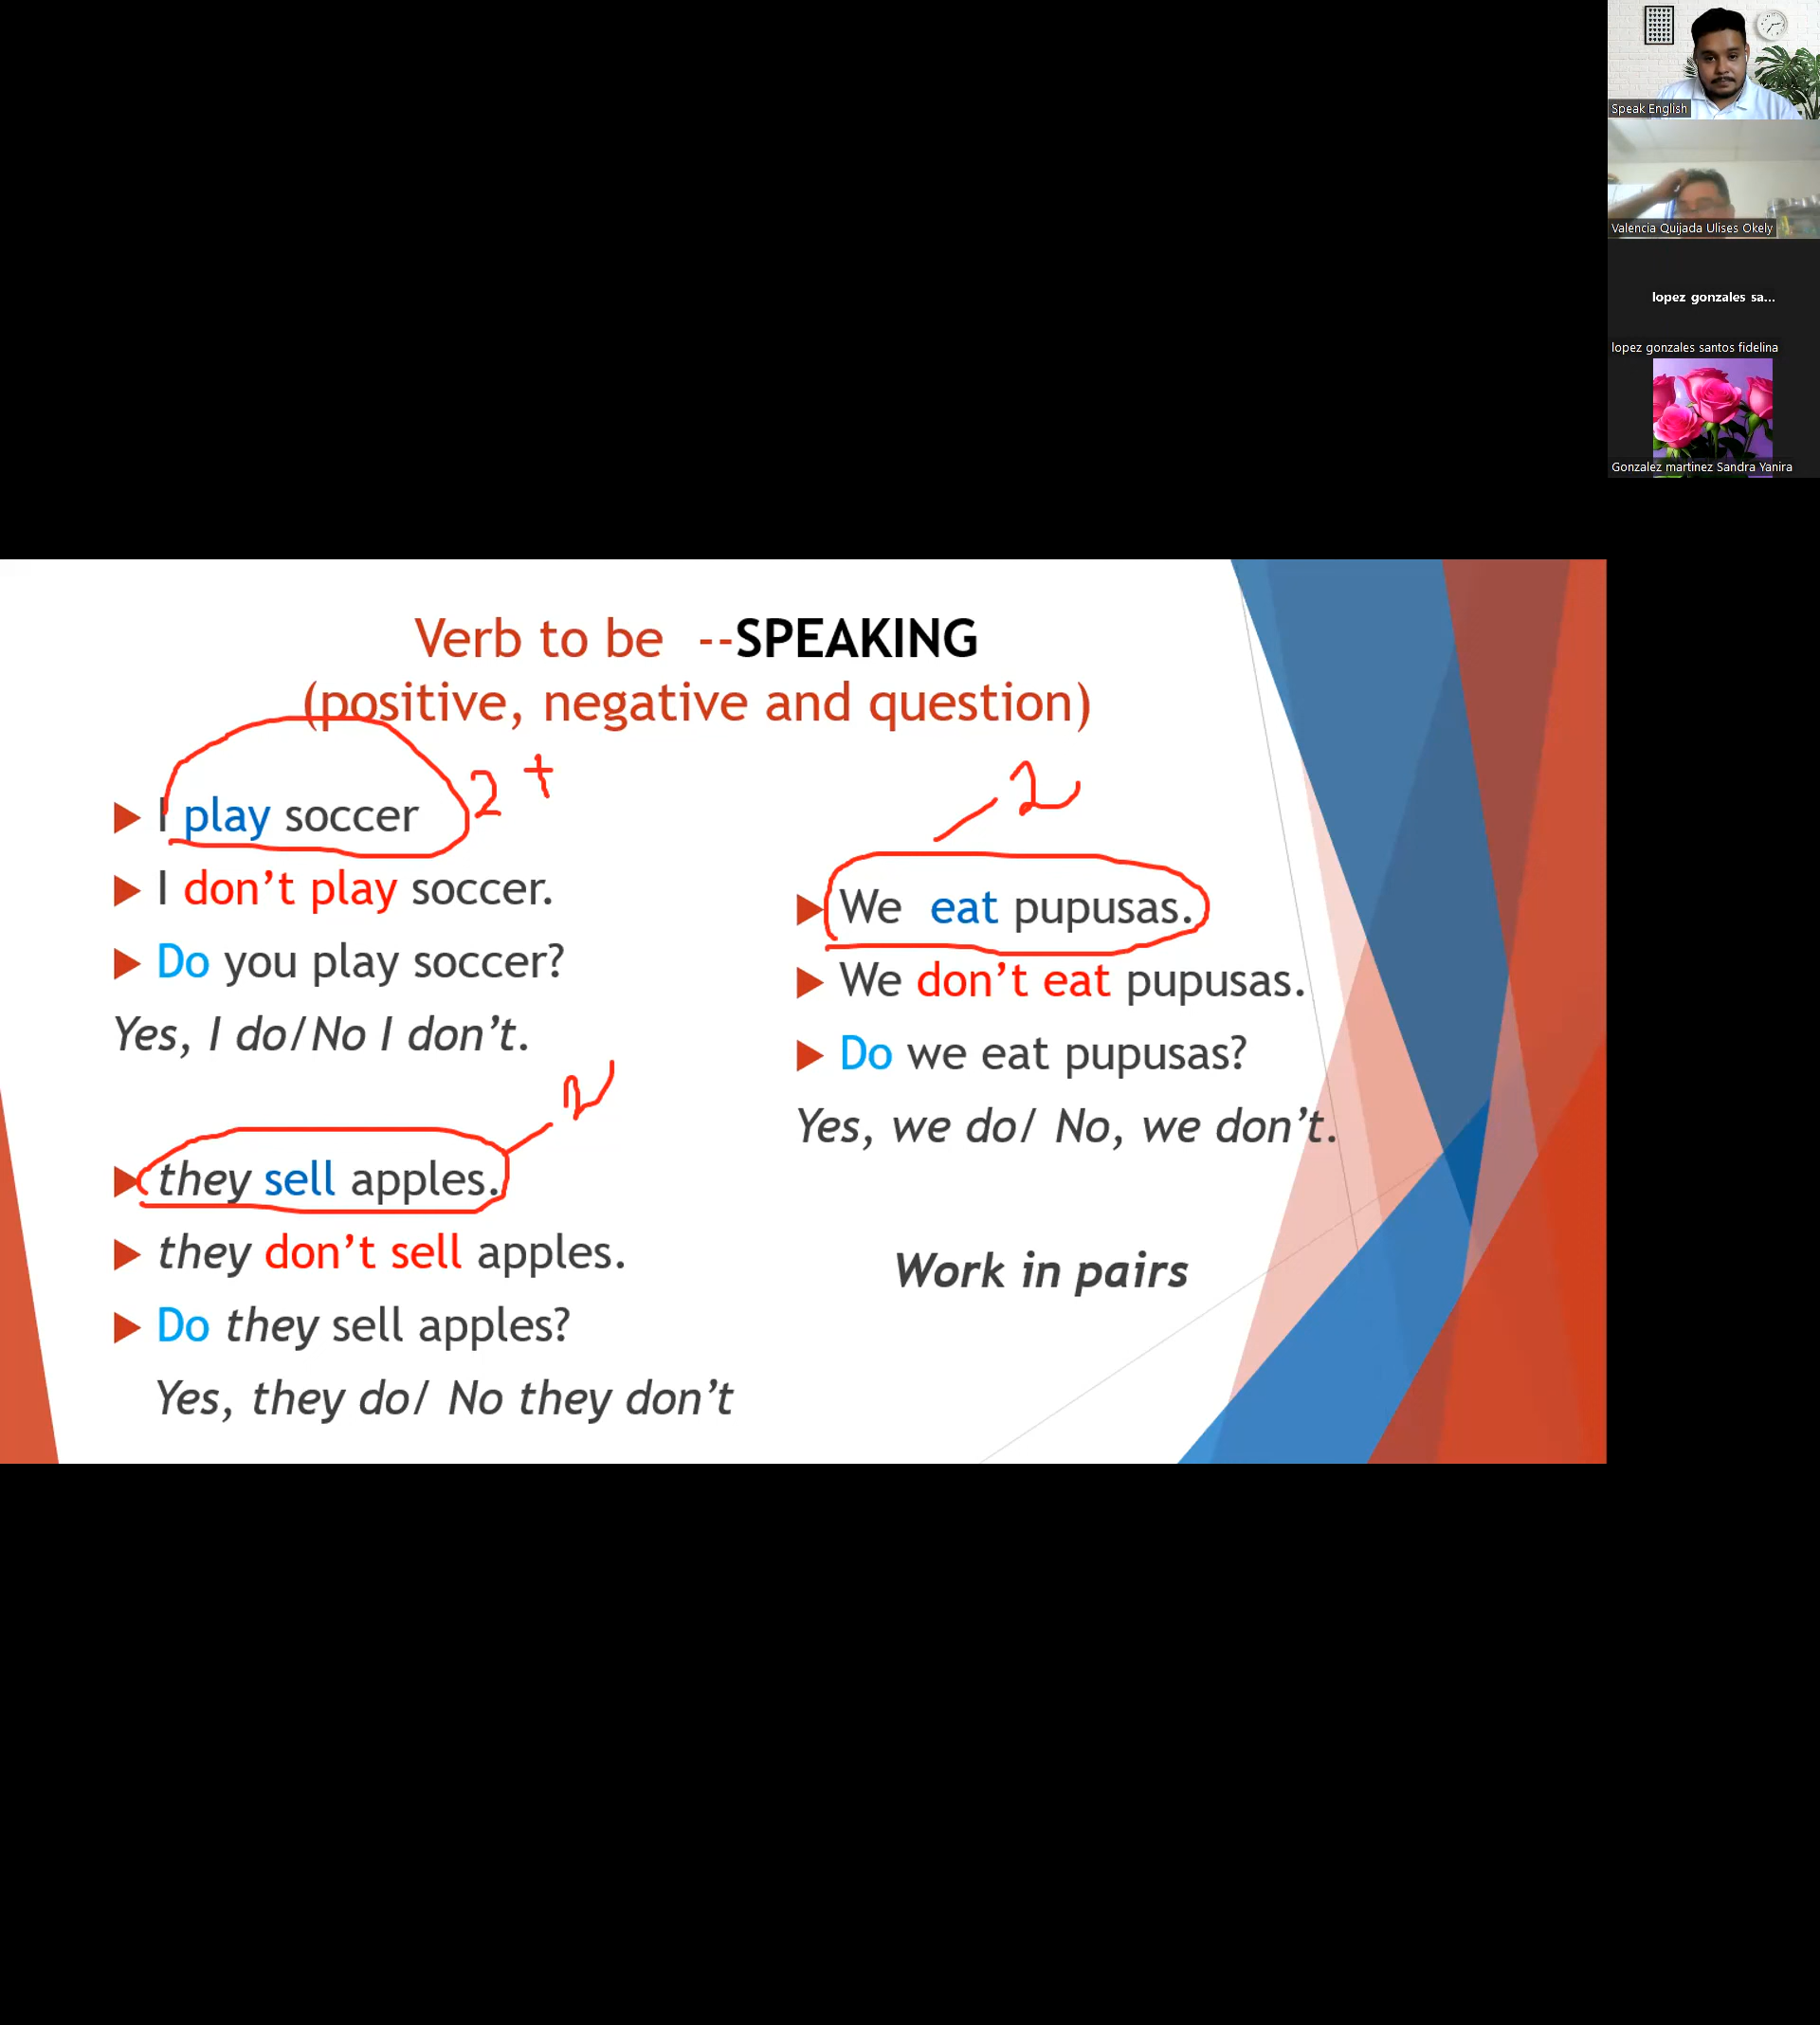 Speak English
Valencia Quijada Ulises Okely
lopez gonzales sa...
lopez gonzales santos fidelina
Gonzalez martinez Sandra Yanira
Verb to be --SPEAKING
(positive, negative and question)
I play soccer
2 +
I don't play soccer.
Do you play soccer?
Yes, I do/No I don't.
2
they sell apples.
they don't sell apples.
Do they sell apples?
Yes, they do/ No they don't
2
We eat pupusas.
We don't eat pupusas.
Do we eat pupusas?
Yes, we do/ No, we don't.
Work in pairs